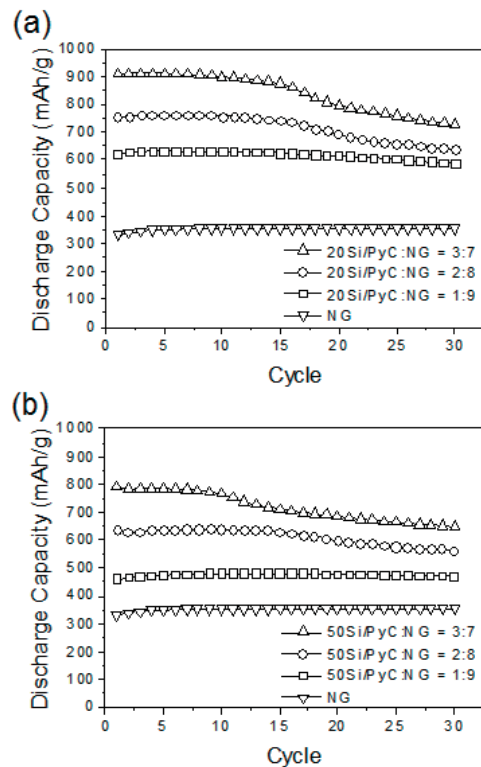 (a)
1000
900
800
700
600
500
400
300
200
100
0
Discharge Capacity (mAh/g)
20Si/PyC:NG = 3:7
20Si/PyC:NG = 2:8
20Si/PyC:NG = 1:9
NG
0 5 10 15 20 25 30
Cycle
(b)
1000
900
800
700
600
500
400
300
200
100
0
Discharge Capacity (mAh/g)
50Si/PyC:NG = 3:7
50Si/PyC:NG = 2:8
50Si/PyC:NG = 1:9
NG
0 5 10 15 20 25 30
Cycle